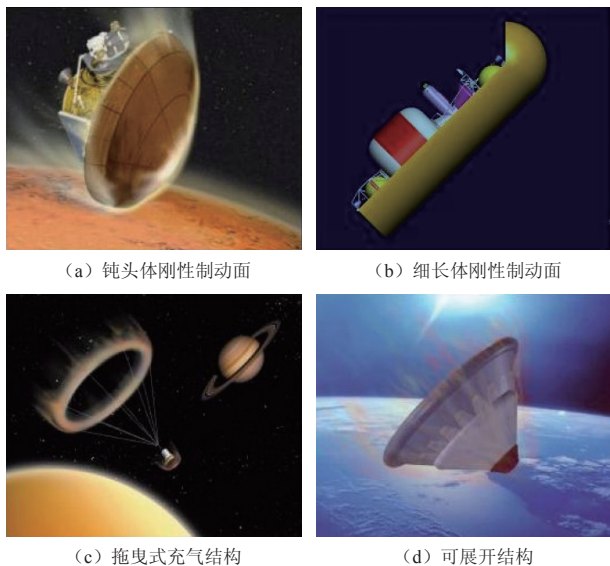 （a）钝头体刚性制动面
（b）细长体刚性制动面
（c）拖曳式充气结构
（d）可展开结构